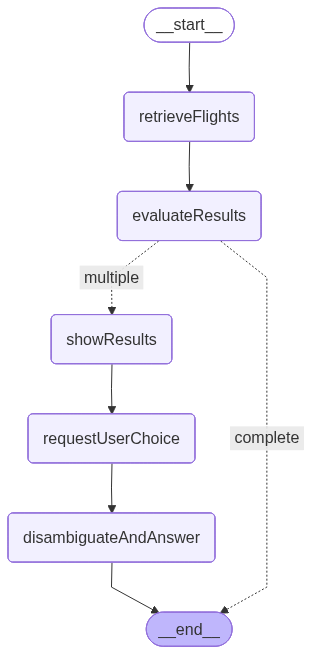 __start__
retrieveFlights
evaluateResults
multiple
showResults
requestUserChoice
complete
disambiguateAndAnswer
__end__